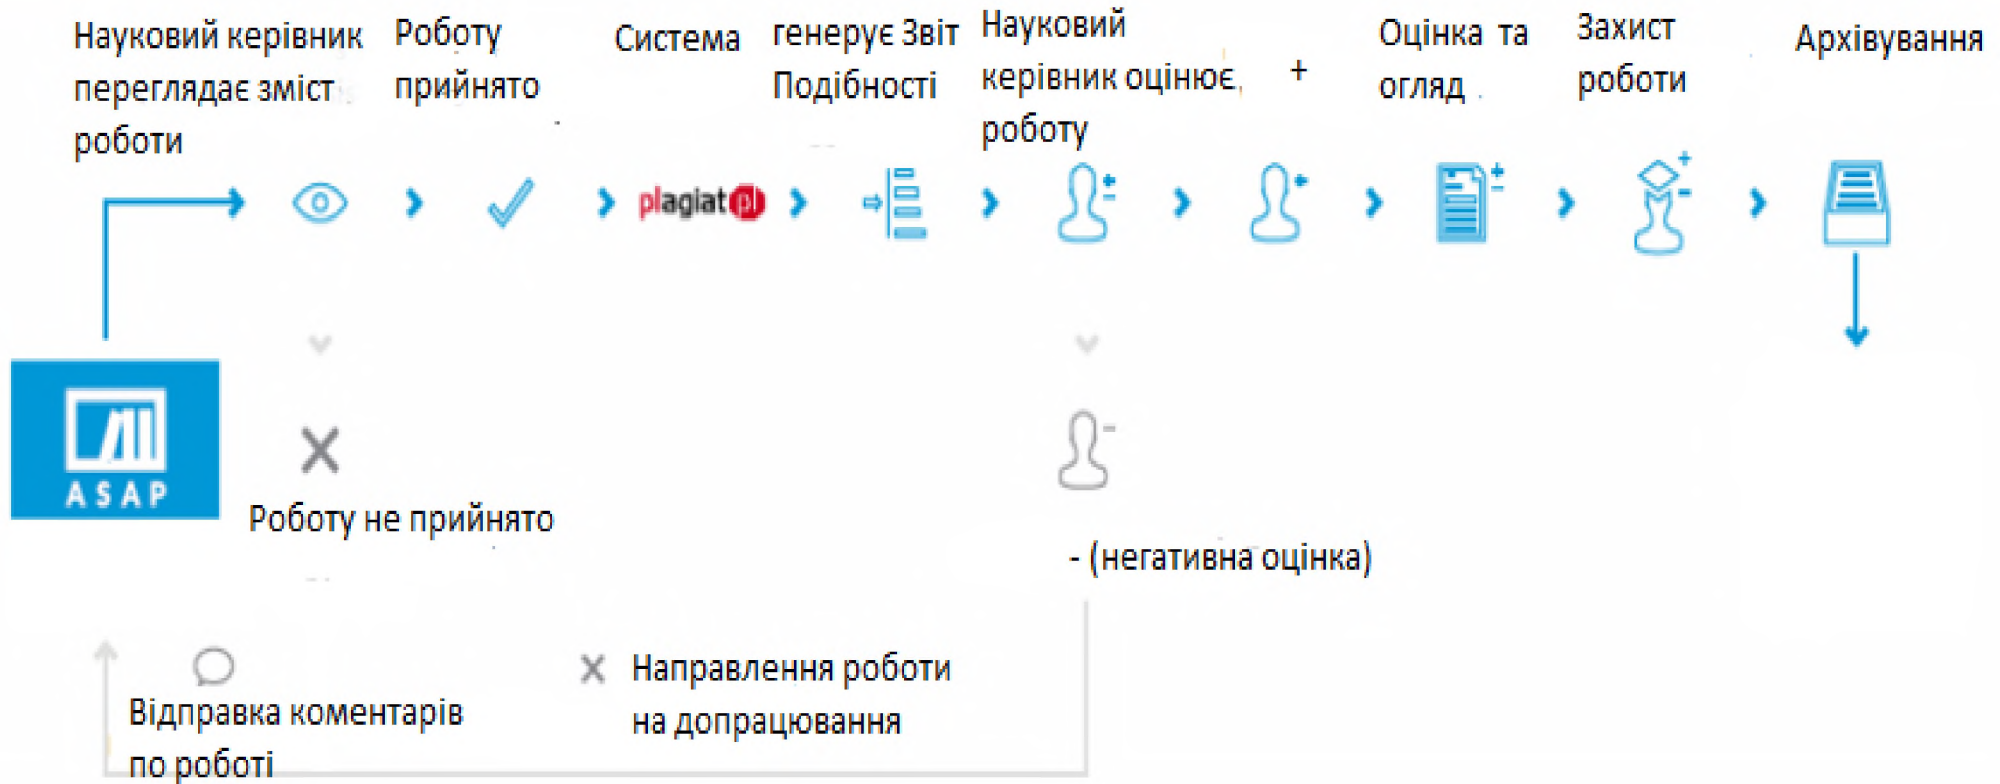 Науковий керівник
переглядає зміст
роботи
Роботу
прийнято
Система
генерує Звіт
Подібності
Науковий
керівник оцінює,
роботу
+
Оцінка та
огляд
Захист
роботи
Архівування
plagiat pl
ASAP
Роботу не прийнято
- (негативна оцінка)
Відправка коментарів
по роботі
Направлення роботи
на допрацювання